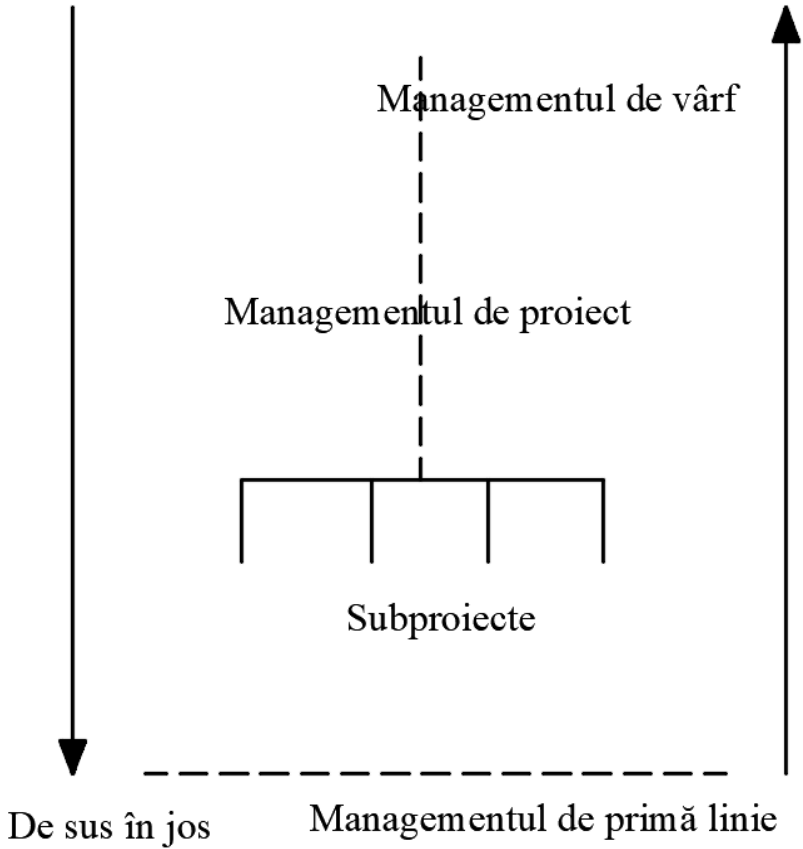 Managementul de vârf
Managementul de proiect
Subproiecte
De sus în jos
Managementul de primă linie